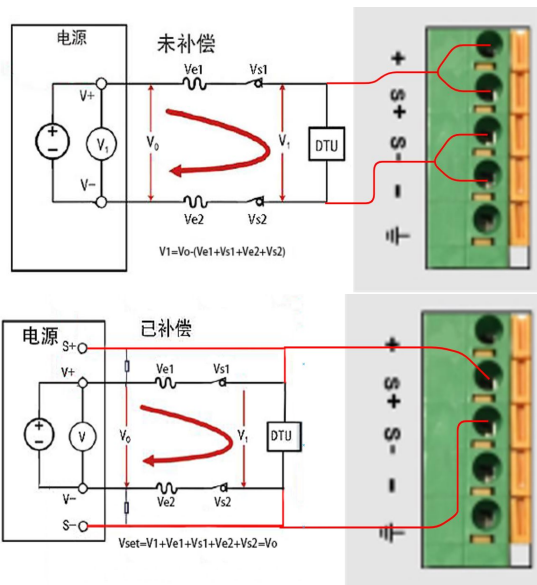 电源
未补偿
Ve1
Vs1
V+
V₁
V₀
V₁
DTU
V−
Ve2
Vs2
V1=Vo-(Ve1+Vs1+Ve2+Vs2)
+
S+
S-
-
电源
已补偿
S+
V+
Ve1
Vs1
V
V₀
V₁
DTU
V−
Ve2
Vs2
S−
Vset=V1+Ve1+Vs1+Ve2+Vs2=Vo
+
S+
S-
-